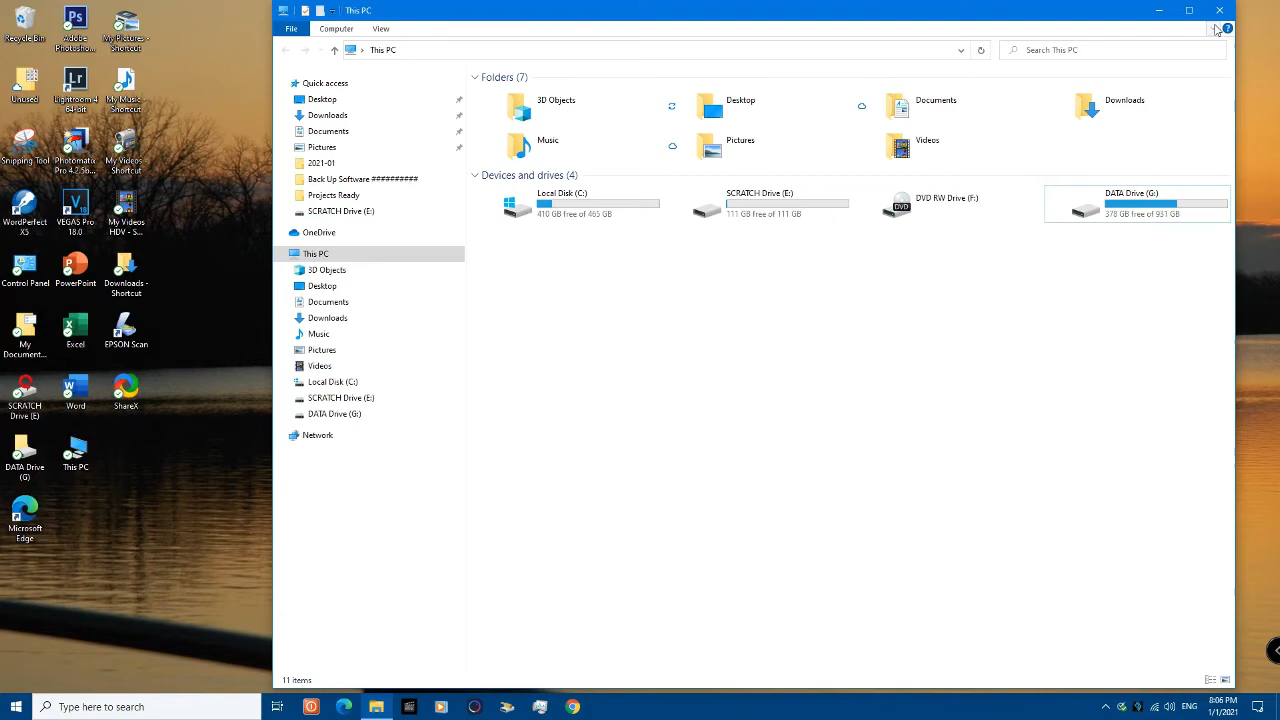 This PC
File
Computer
View
This PC
Search This PC
Quick access
Desktop
Downloads
Documents
Pictures
2021-01
Back Up Software ##########
Projects Ready
SCRATCH Drive (E:)
OneDrive
This PC
3D Objects
Desktop
Documents
Downloads
Music
Pictures
Videos
Local Disk (C:)
SCRATCH Drive (E:)
DATA Drive (G:)
Network
Folders (7)
3D Objects
Desktop
Documents
Downloads
Music
Pictures
Videos
Devices and drives (4)
Local Disk (C:)
410 GB free of 465 GB
SCRATCH Drive (E:)
111 GB free of 111 GB
DVD
DVD RW Drive (F:)
DATA Drive (G:)
378 GB free of 931 GB
11 items
Recycle Bin
Ps
Adobe
Photosh...
My Pictures -
Shortcut
Unused
Lr
Lightroom 4
64-bit
My Music -
Shortcut
Snipping Tool
Photomatix
Pro 4.2.5b...
My Videos -
Shortcut
WordPerfect
X5
V
18
VEGAS Pro
18.0
My Videos
HDV - S...
Control Panel
P
PowerPoint
Downloads -
Shortcut
My
Document...
X
Excel
EPSON Scan
SCRATCH
Drive (E)
W
Word
ShareX
DATA Drive
(G)
This PC
Microsoft
Edge
Type here to search
ENG
8:06 PM
1/1/2021